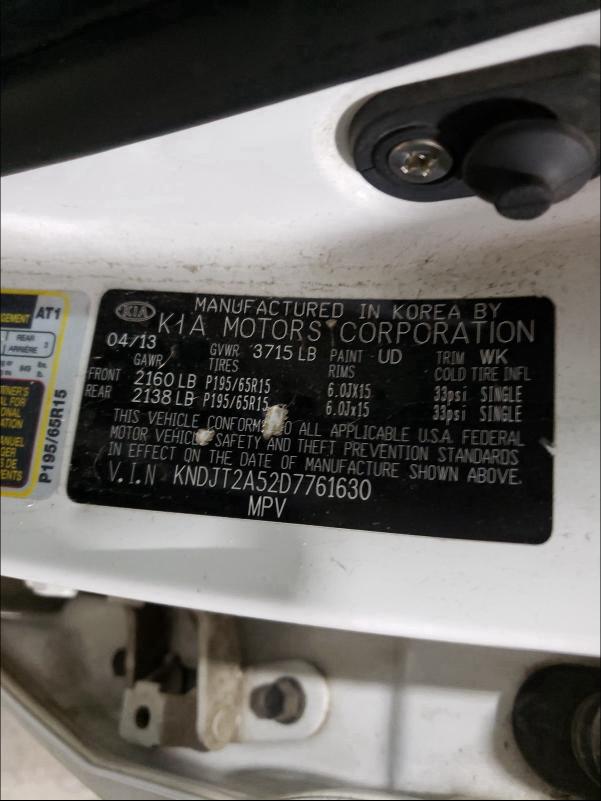 KIA
MANUFACTURED IN KOREA BY
KIA MOTORS CORPORATION
04/13 GVWR 3715 LB PAINT UD TRIM WK
GAWR TIRES RIMS COLD TIRE INFL
FRONT 2160 LB P195/65R15 6.0JX15 33psi SINGLE
REAR 2138 LB P195/65R15 6.0Jx15 33psi SINGLE
THIS VEHICLE TO ALL APPLICABLE U.S.A. FEDERAL
MOTOR SAFETY AND THEFT PREVENTION STANDARDS
IN EFFECT ON THE DATE OF MANUFACTURE SHOWN ABOVE.
V.I.N KNDJT2A52D7761630
MPV
AT1
REAR
ARRIÈRE
P195/65R15